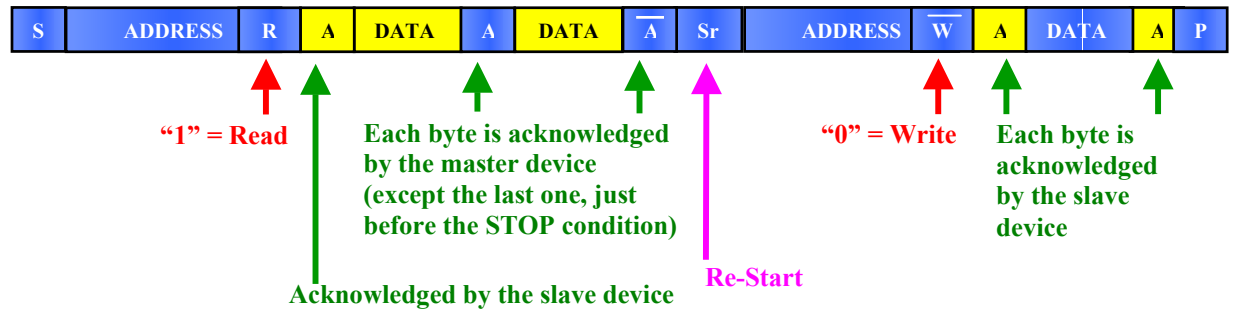 S ADDRESS R A DATA A DATA A̅ Sr ADDRESS W̅ A DATA A P
“1” = Read
Each byte is acknowledged
by the master device
(except the last one, just
before the STOP condition)
“0” = Write
Each byte is
acknowledged
by the slave
device
Re-Start
Acknowledged by the slave device